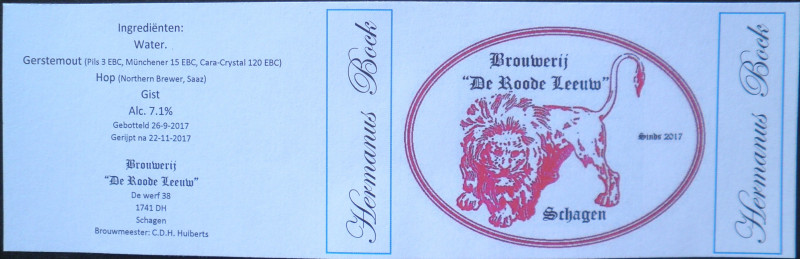 Ingrediënten:
Water.
Gerstemout (Pils 3 EBC, Münchener 15 EBC, Cara-Crystal 120 EBC)
Hop (Northern Brewer, Saaz)
Gist
Alc. 7.1%
Gebotteld 26-9-2017
Gerijpt na 22-11-2017
Brouwerij
"De Roode Leeuw"
De werf 38
1741 DH
Schagen
Brouwmeester: C.D.H. Huiberts
Hermanus Bock
Brouwerij
"De Roode Leeuw"
Sinds 2017
Schagen
Hermanus Bock